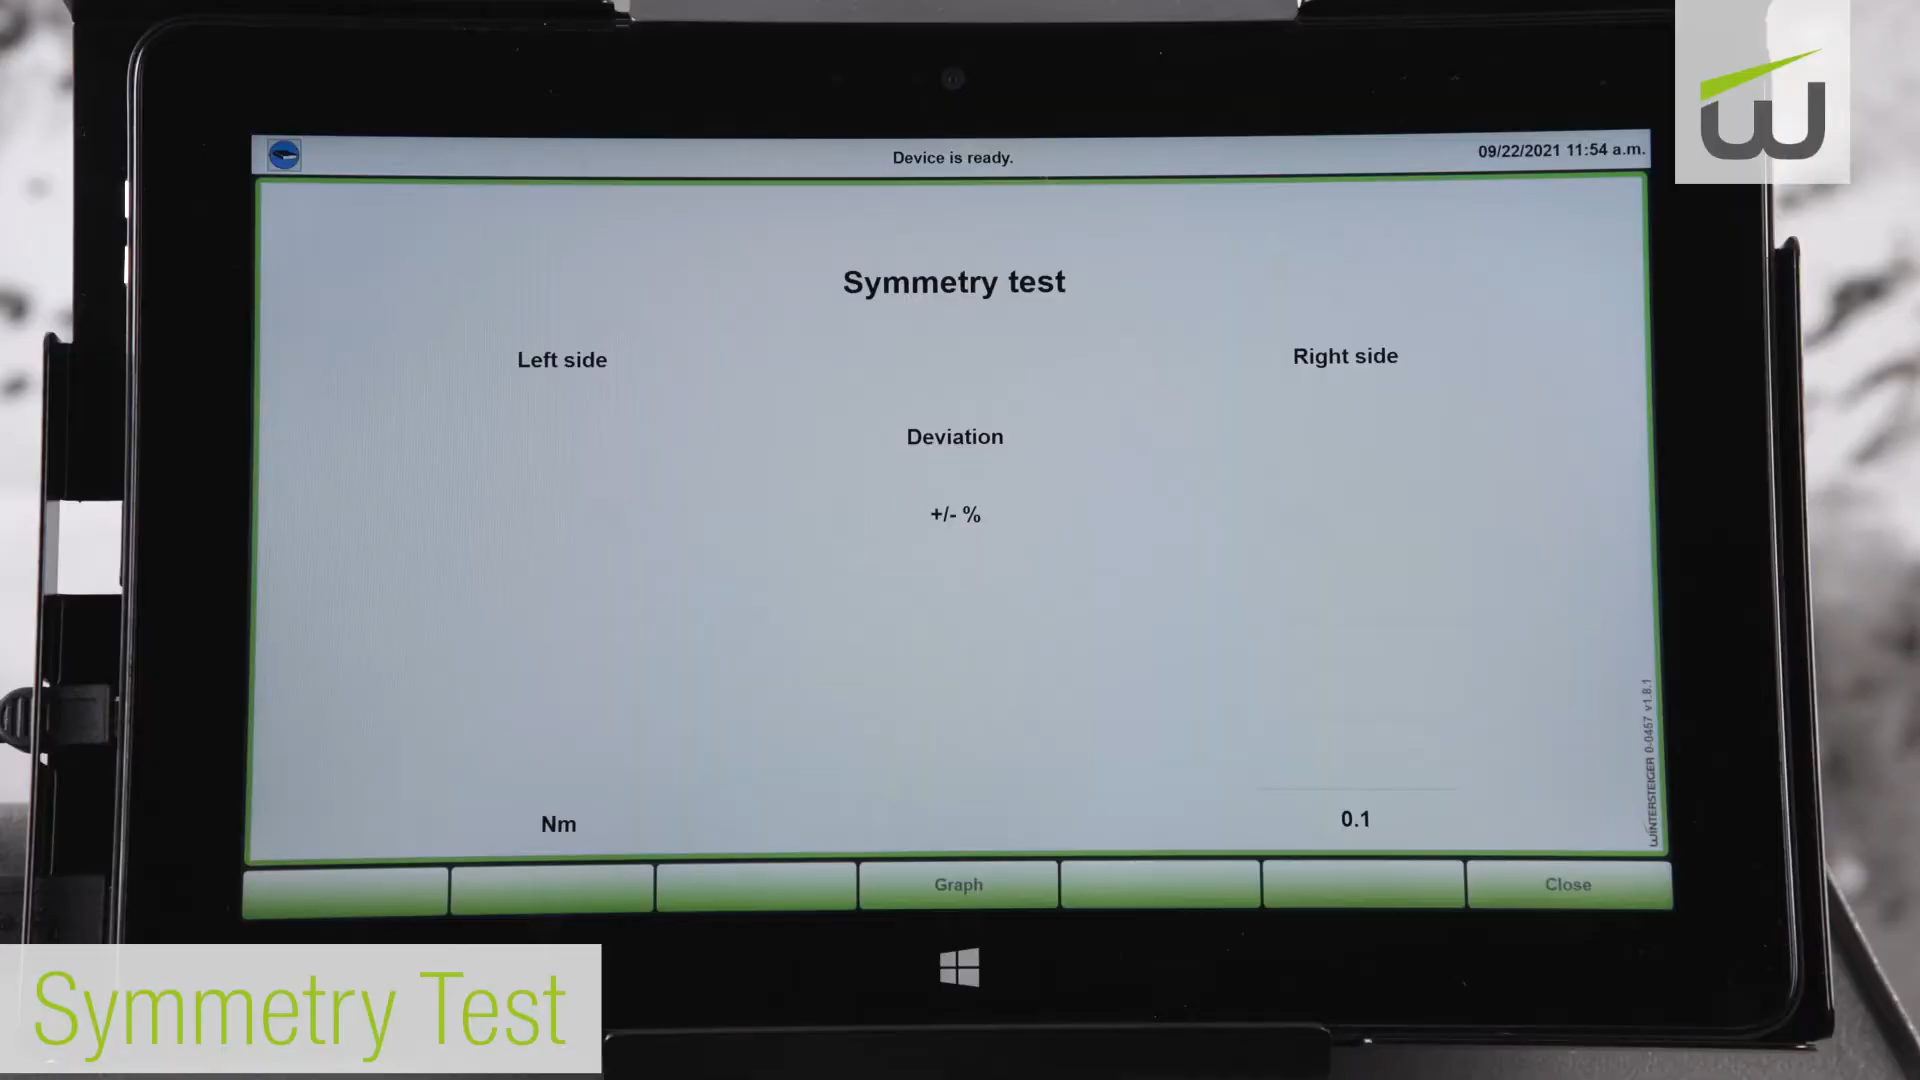 Device is ready.
09/22/2021 11:54 a.m.
Symmetry test
Left side
Right side
Deviation
+/- %
Nm
0.1
WINTERSTEIGER 0-0457 v1.8.1
Graph
Close
Symmetry Test